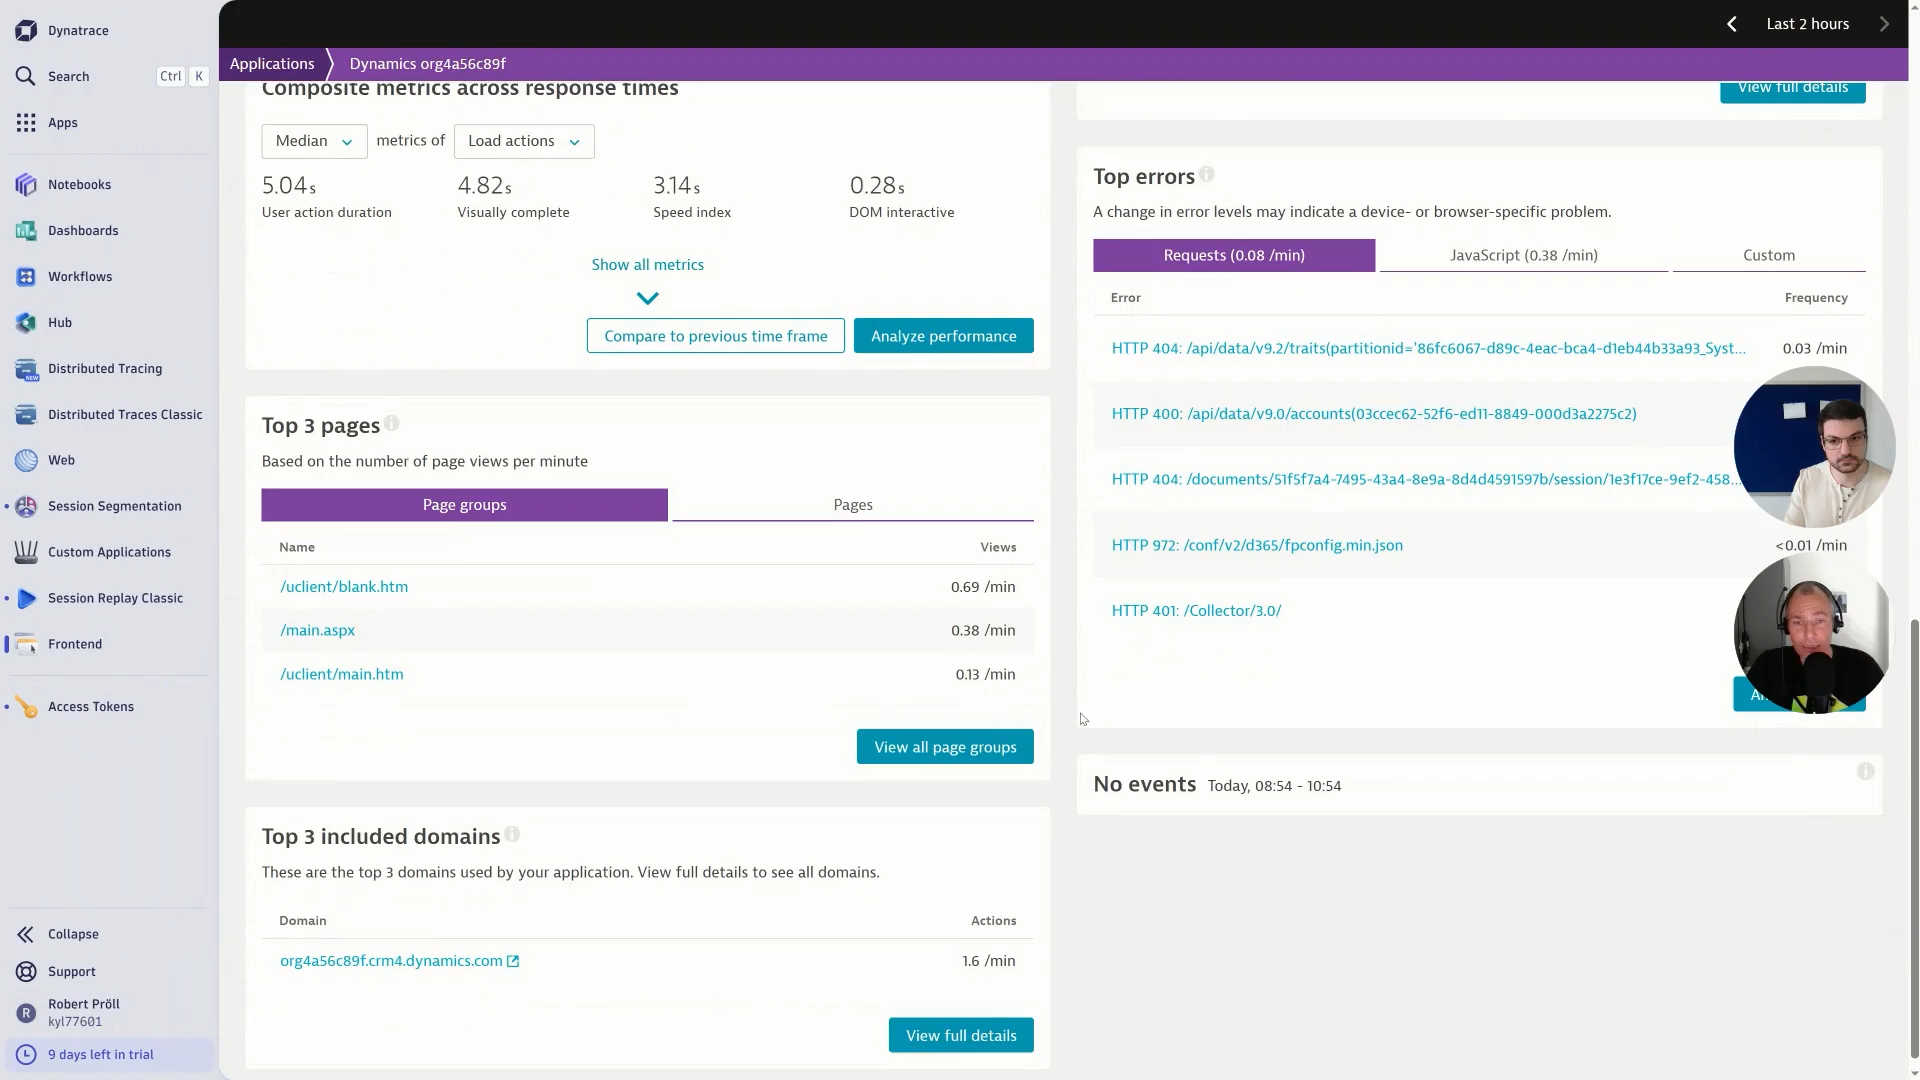 Dynatrace
Search Ctrl K
Apps
Notebooks
Dashboards
Workflows
Hub
Distributed Tracing
NEW
Distributed Traces Classic
Web
Session Segmentation
Custom Applications
Session Replay Classic
Frontend
Access Tokens
Collapse
Support
R
Robert Pröll
kyl77601
9 days left in trial
Last 2 hours
Applications
Dynamics org4a56c89f
Composite metrics across response times
Median metrics of Load actions
5.04s 4.82s 3.14s 0.28s
User action duration Visually complete Speed index DOM interactive
Show all metrics
Compare to previous time frame Analyze performance
Top 3 pages
Based on the number of page views per minute
Page groups Pages
Name Views
/uclient/blank.htm 0.69 /min
/main.aspx 0.38 /min
/uclient/main.htm 0.13 /min
View all page groups
Top 3 included domains
These are the top 3 domains used by your application. View full details to see all domains.
Domain Actions
org4a56c89f.crm4.dynamics.com 1.6 /min
View full details
View full details
Top errors
A change in error levels may indicate a device- or browser-specific problem.
Requests (0.08 /min) JavaScript (0.38 /min) Custom
Error Frequency
HTTP 404: /api/data/v9.2/traits(partitionid='86fc6067-d89c-4eac-bca4-d1eb44b33a93_Syst... 0.03 /min
HTTP 400: /api/data/v9.0/accounts(03ccec62-52f6-ed11-8849-000d3a2275c2)
HTTP 404: /documents/51f5f7a4-7495-43a4-8e9a-8d4d4591597b/session/1e3f17ce-9ef2-458...
HTTP 972: /conf/v2/d365/fpconfig.min.json <0.01 /min
HTTP 401: /Collector/3.0/
No events Today, 08:54 - 10:54